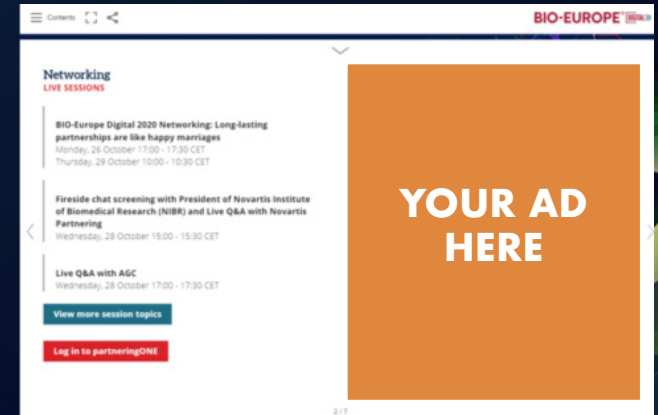 Contents
BIO-EUROPE® DIGITAL
Networking
LIVE SESSIONS
BIO-Europe Digital 2020 Networking: Long-lasting
partnerships are like happy marriages
Monday, 26 October 17:00 - 17:30 CET
Thursday, 29 October 10:00 - 10:30 CET
Fireside chat screening with President of Novartis Institute
of Biomedical Research (NIBR) and Live Q&A with Novartis
Partnering
Wednesday, 28 October 15:00 - 15:30 CET
Live Q&A with AGC
Wednesday, 28 October 17:00 - 17:30 CET
View more session topics
Log in to partneringONE
YOUR AD
HERE
2 / 7